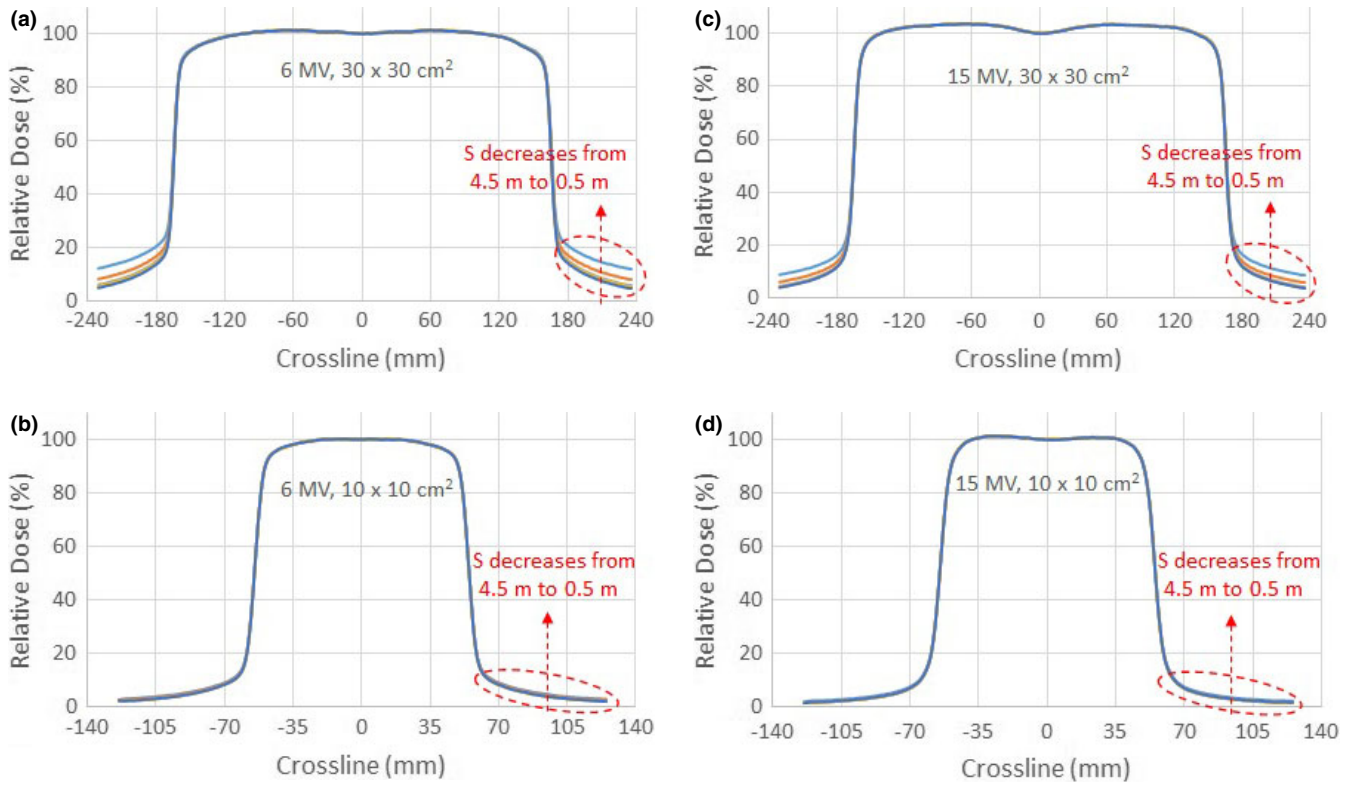 (a)
Relative Dose (%)
100
80
60
40
20
0
6 MV, 30 x 30 cm²
S decreases from
4.5 m to 0.5 m
-240 -180 -120 -60 0 60 120 180 240
Crossline (mm)
(c)
Relative Dose (%)
100
80
60
40
20
0
15 MV, 30 x 30 cm²
S decreases from
4.5 m to 0.5 m
-240 -180 -120 -60 0 60 120 180 240
Crossline (mm)
(b)
Relative Dose (%)
100
80
60
40
20
0
6 MV, 10 x 10 cm²
S decreases from
4.5 m to 0.5 m
-140 -105 -70 -35 0 35 70 105 140
Crossline (mm)
(d)
Relative Dose (%)
100
80
60
40
20
0
15 MV, 10 x 10 cm²
S decreases from
4.5 m to 0.5 m
-140 -105 -70 -35 0 35 70 105 140
Crossline (mm)